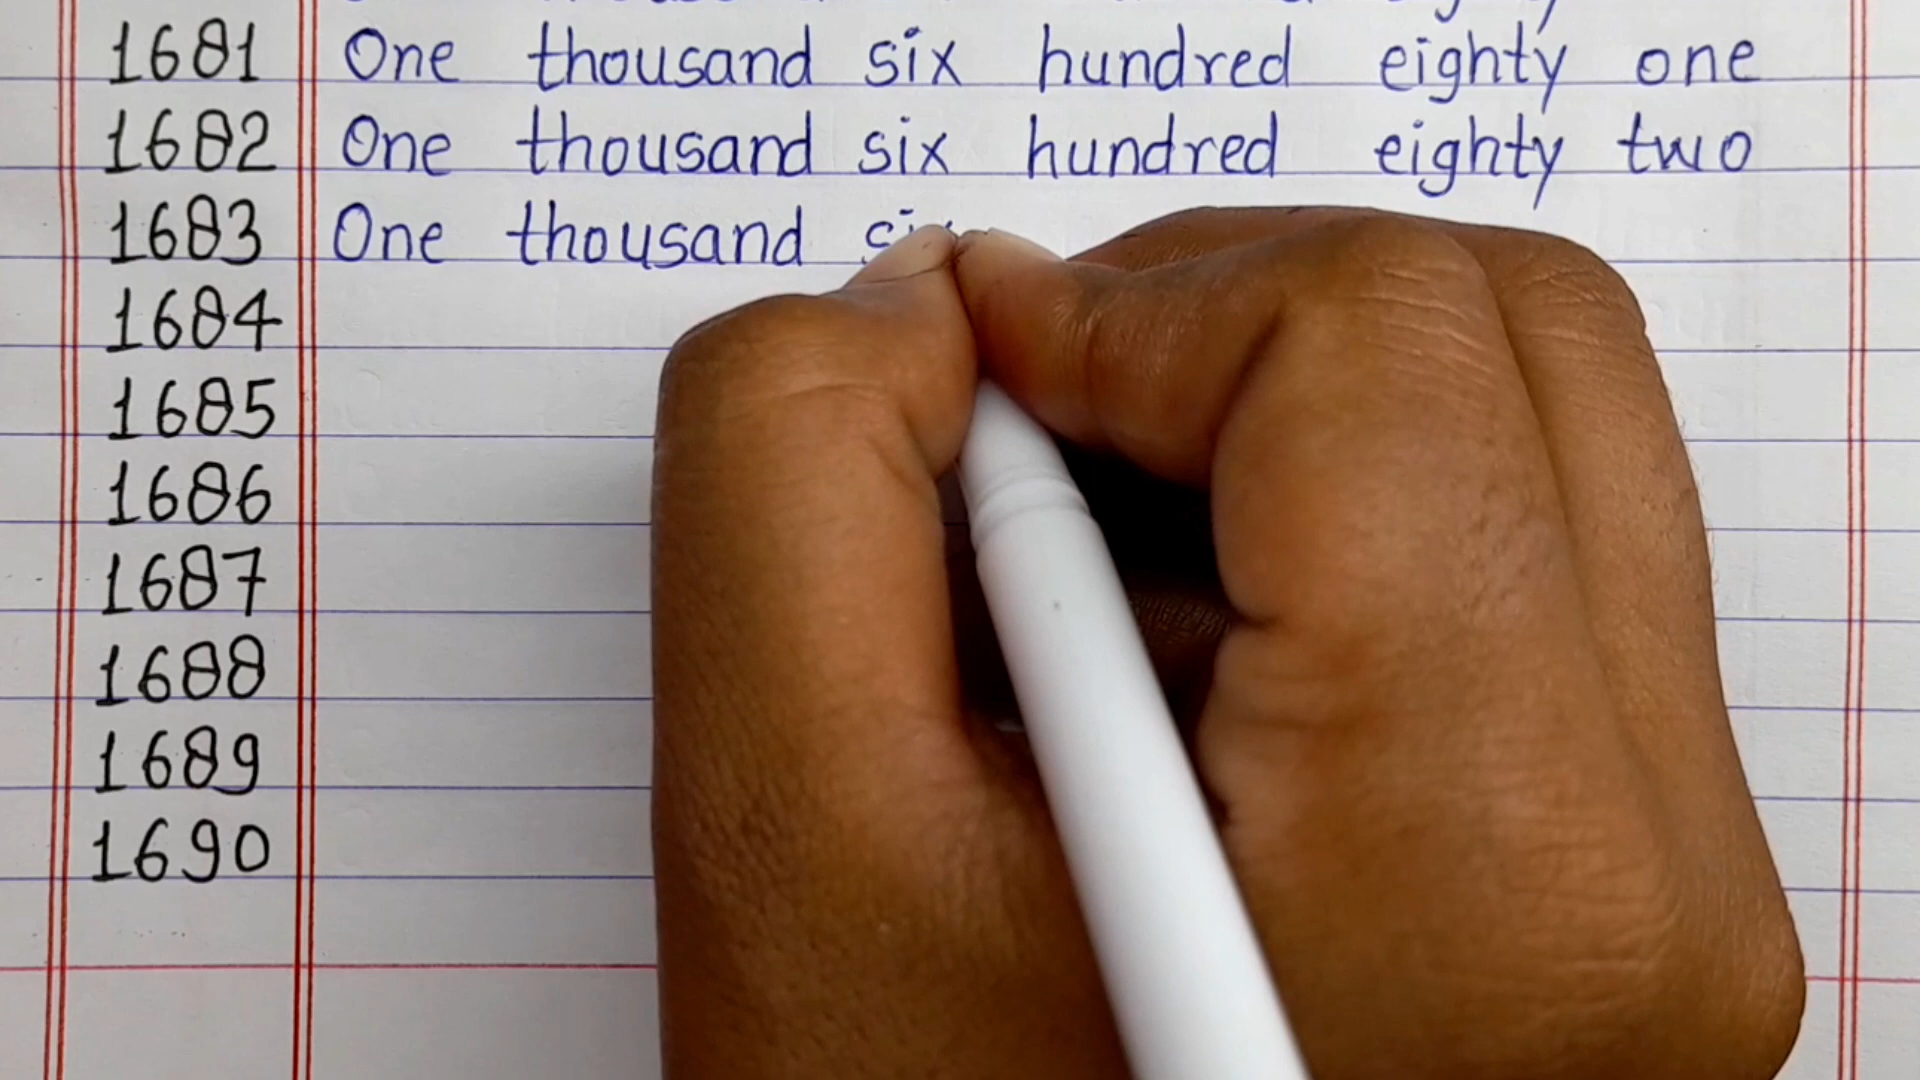 1681 One thousand six hundred eighty one
1682 One thousand six hundred eighty two
1683 One thousand
1684
1685
1686
1687
1688
1689
1690